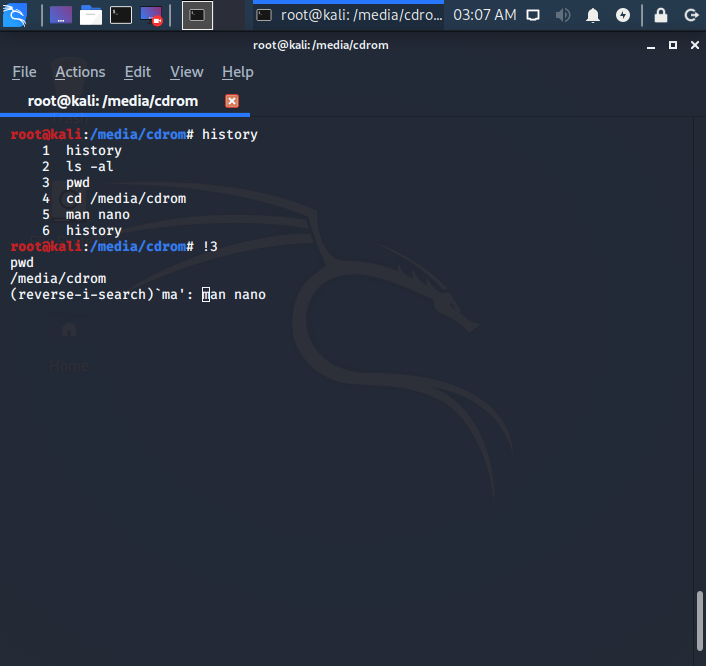 root@kali: /media/cdro... 03:07 AM
root@kali: /media/cdrom
File Actions Edit View Help
root@kali: /media/cdrom
root@kali:/media/cdrom# history
1 history
2 ls -al
3 pwd
4 cd /media/cdrom
5 man nano
6 history
root@kali:/media/cdrom# !3
pwd
/media/cdrom
(reverse-i-search)`ma': man nano
Home